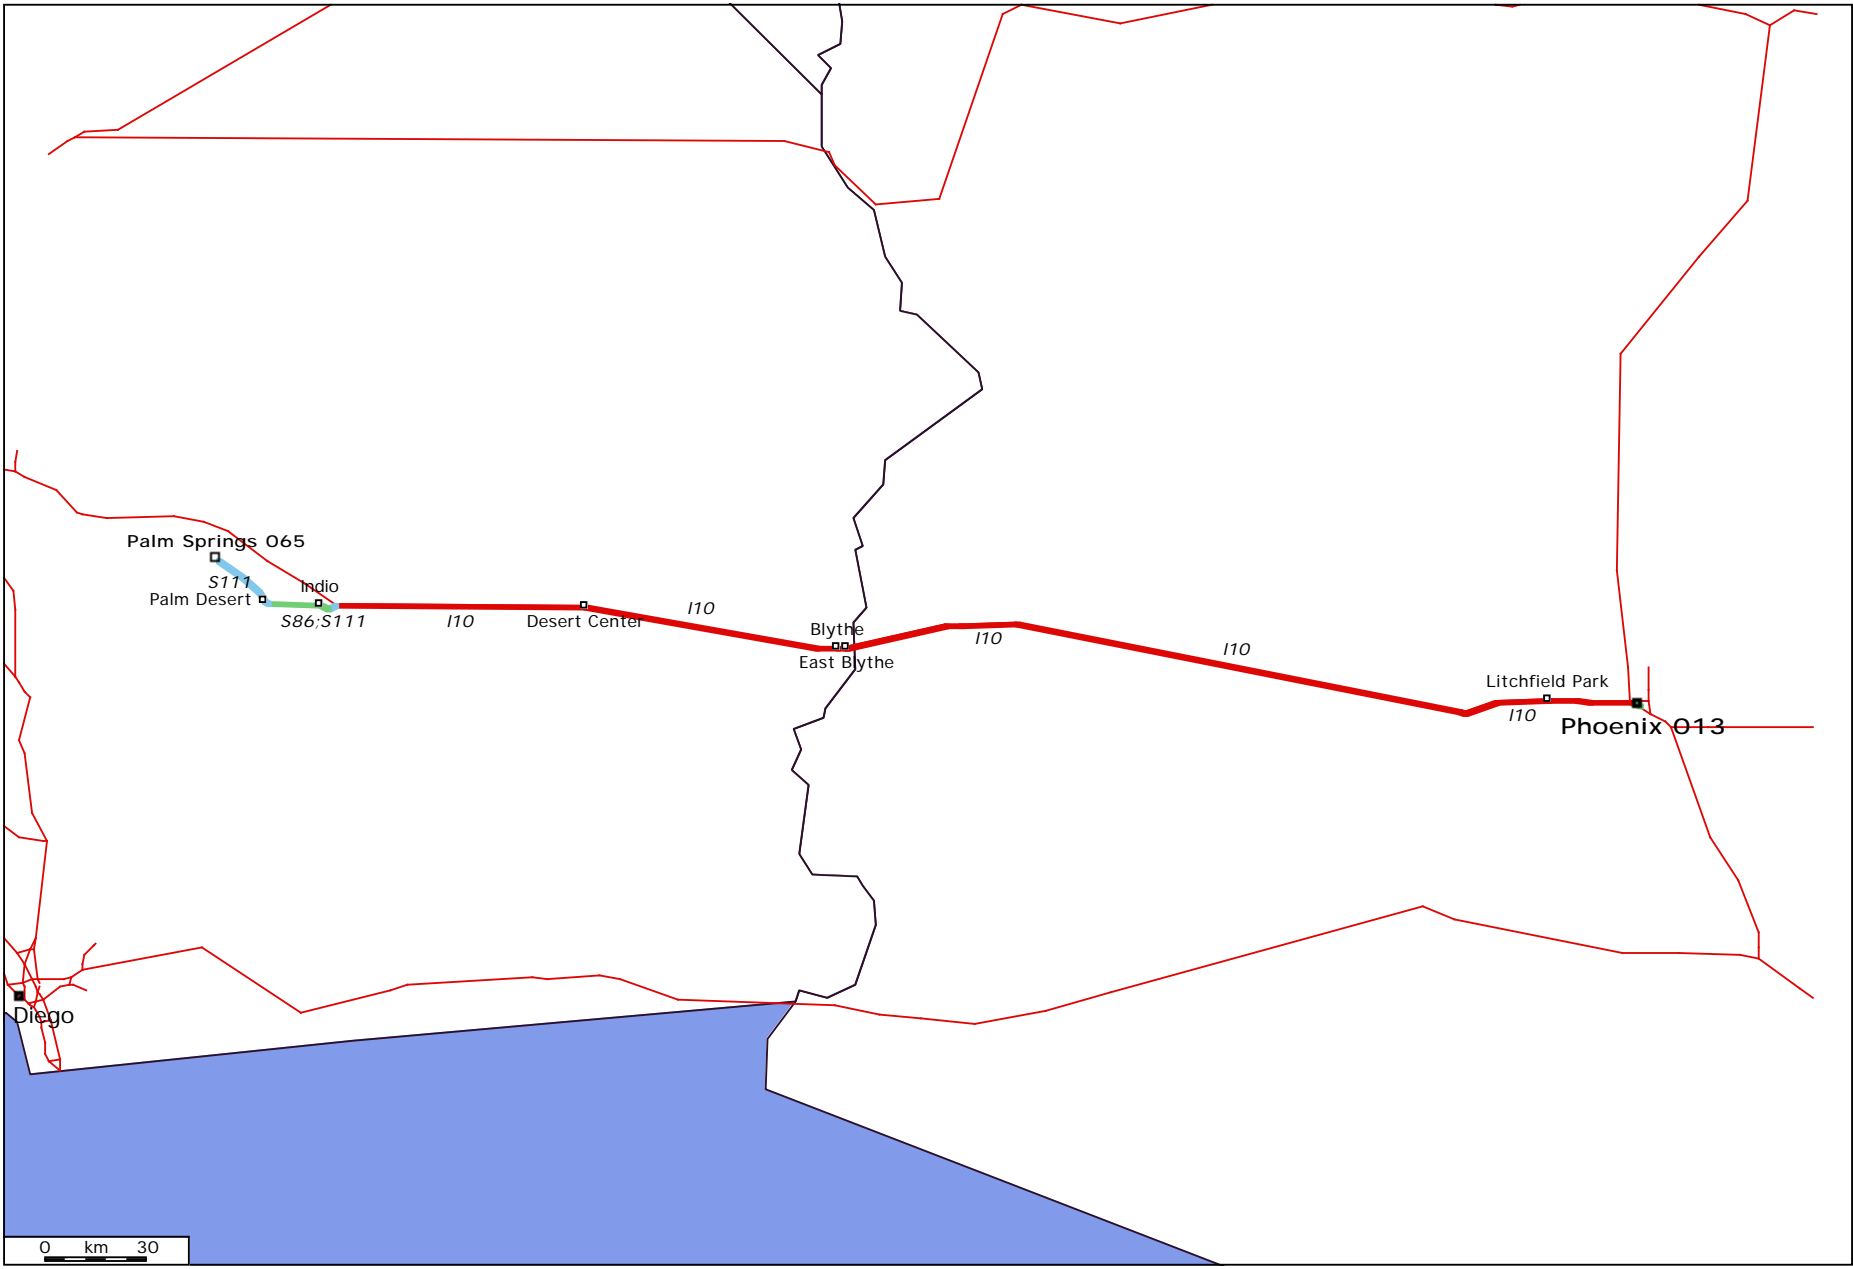 Palm Springs 065
S111
Indio
Palm Desert
S86;S111
I10
Desert Center
I10
Blythe
East Blythe
I10
I10
Litchfield Park
I10
Phoenix 013
Diego
0 km 30